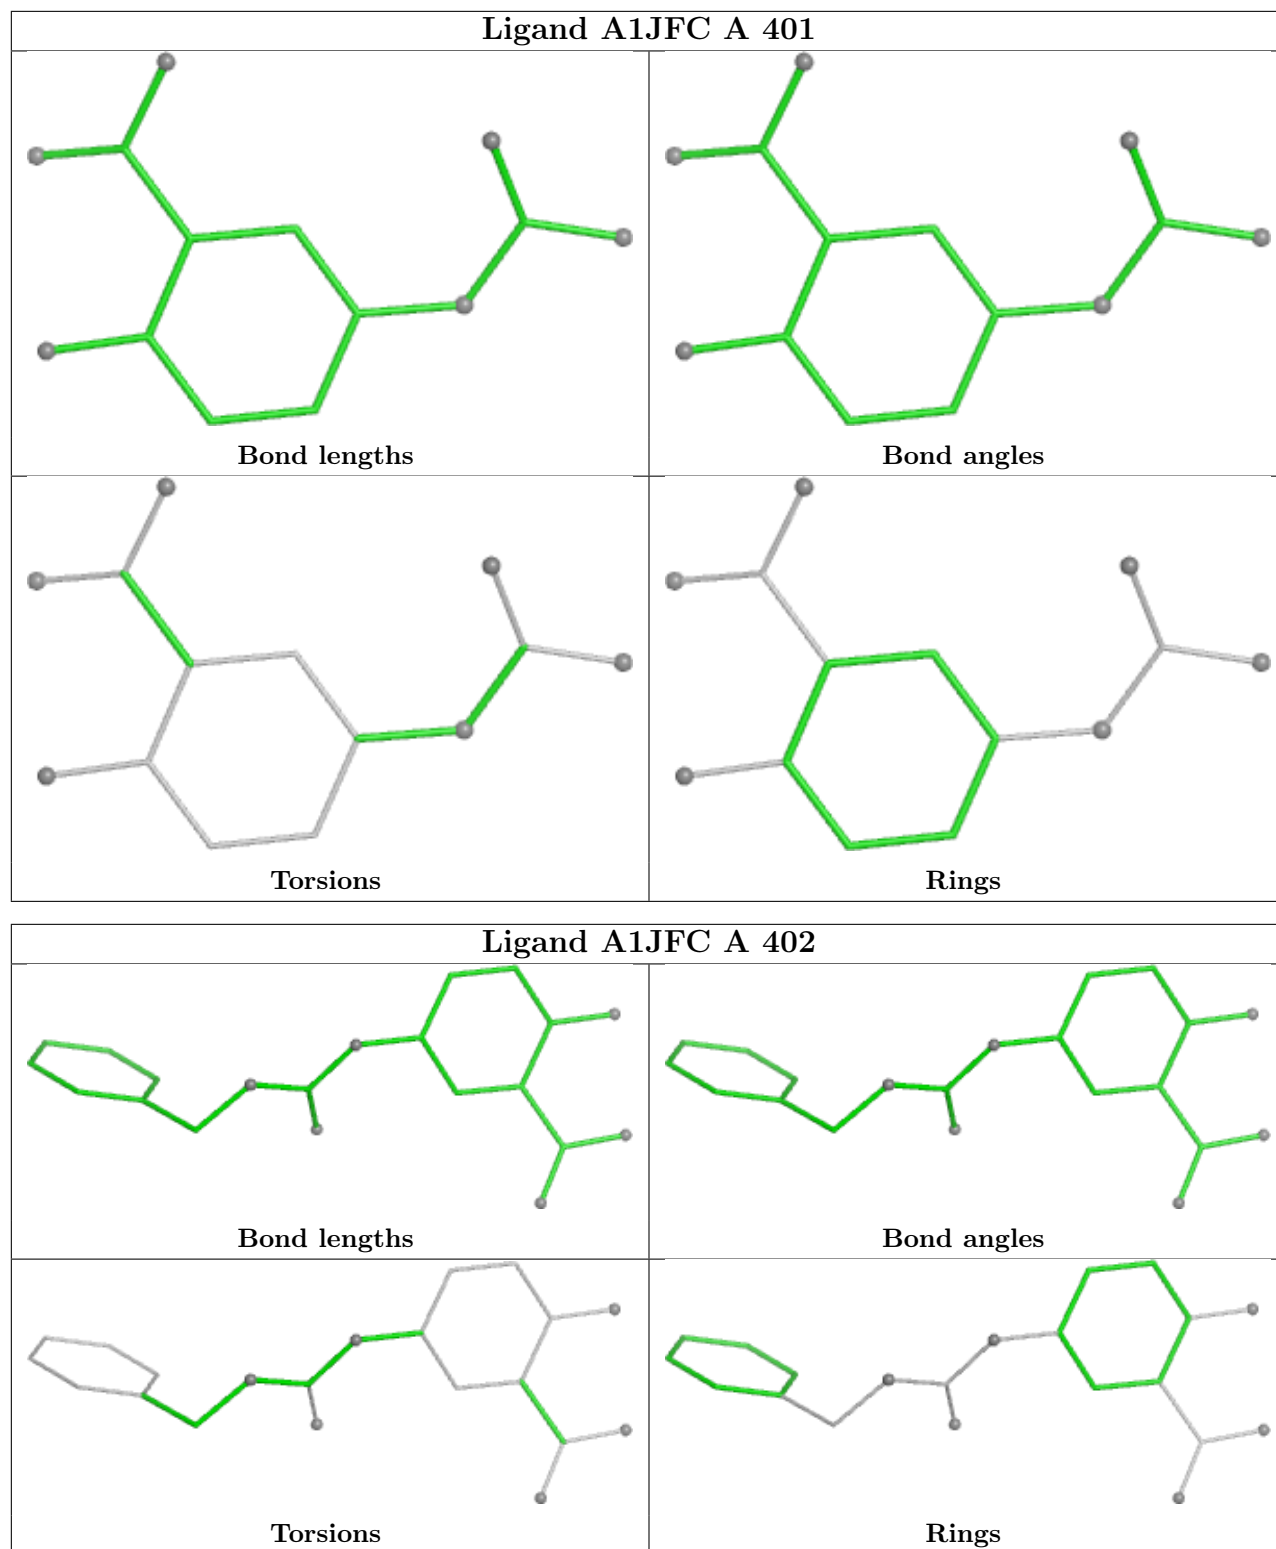 Ligand A1JFC A 401
Bond lengths
Bond angles
Torsions
Rings
Ligand A1JFC A 402
Bond lengths
Bond angles
Torsions
Rings